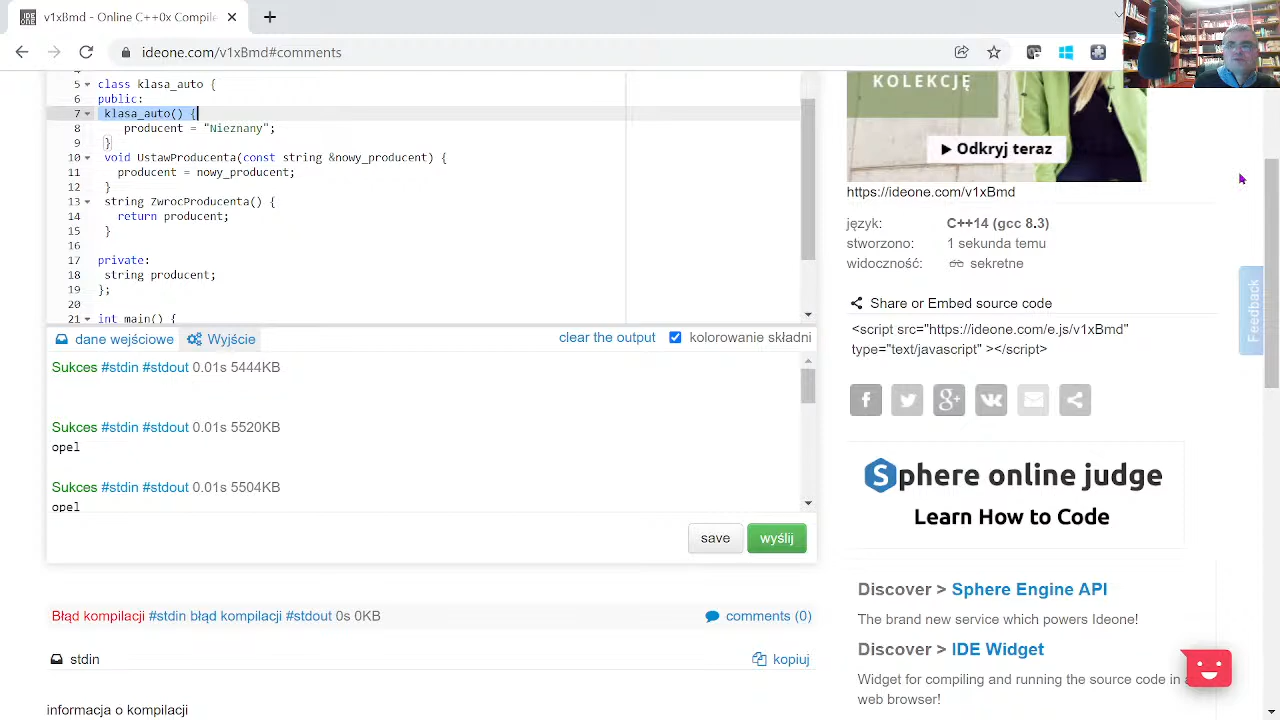 v1xBmd - Online C++0x Compile
ideone.com/v1xBmd#comments
5 class klasa_auto {
6 public:
7 klasa_auto() {
8 producent = "Nieznany";
9 }
10 void UstawProducenta(const string &nowy_producent) {
11 producent = nowy_producent;
12 }
13 string ZwrocProducenta() {
14 return producent;
15 }
16
17 private:
18 string producent;
19 };
20
21 int main() {
dane wejściowe Wyjście clear the output kolorowanie składni
Sukces #stdin #stdout 0.01s 5444KB
Sukces #stdin #stdout 0.01s 5520KB
opel
Sukces #stdin #stdout 0.01s 5504KB
opel
save wyślij
Błąd kompilacji #stdin błąd kompilacji #stdout 0s 0KB comments (0)
stdin kopiuj
informacja o kompilacji
KOLEKCJĘ
Odkryj teraz
https://ideone.com/v1xBmd
język: C++14 (gcc 8.3)
stworzono: 1 sekunda temu
widoczność: sekretne
Share or Embed source code
<script src="https://ideone.com/e.js/v1xBmd"
type="text/javascript" ></script>
Sphere online judge
Learn How to Code
Discover > Sphere Engine API
The brand new service which powers Ideone!
Discover > IDE Widget
Widget for compiling and running the source code in a
web browser!
Feedback